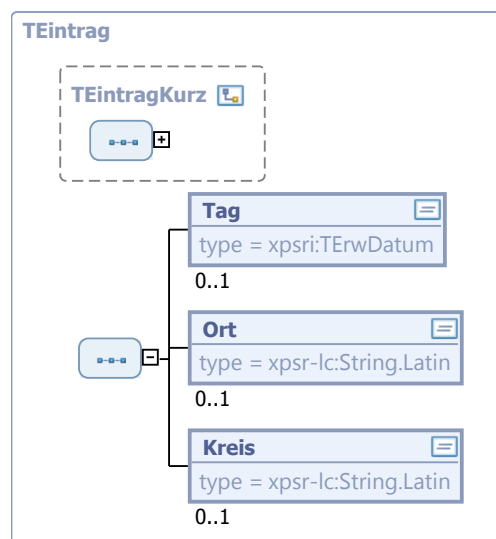 TEintrag
TEintragKurz
Tag
type = xpsri:TErwDatum
0..1
Ort
type = xpsr-lc:String.Latin
0..1
Kreis
type = xpsr-lc:String.Latin
0..1